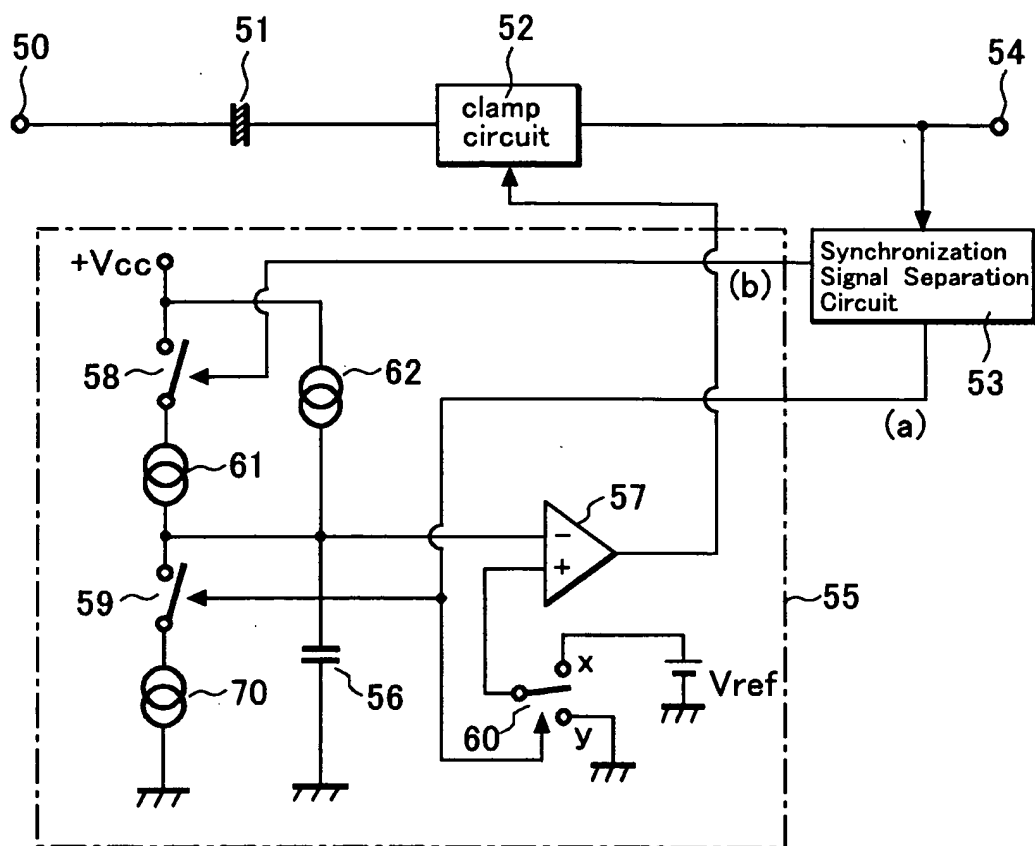 50
51
52
54
clamp
circuit
+Vcc
(b)
Synchronization
Signal Separation
Circuit
58
62
53
(a)
61
57
−
+
59
55
x
70
56
60
y
Vref